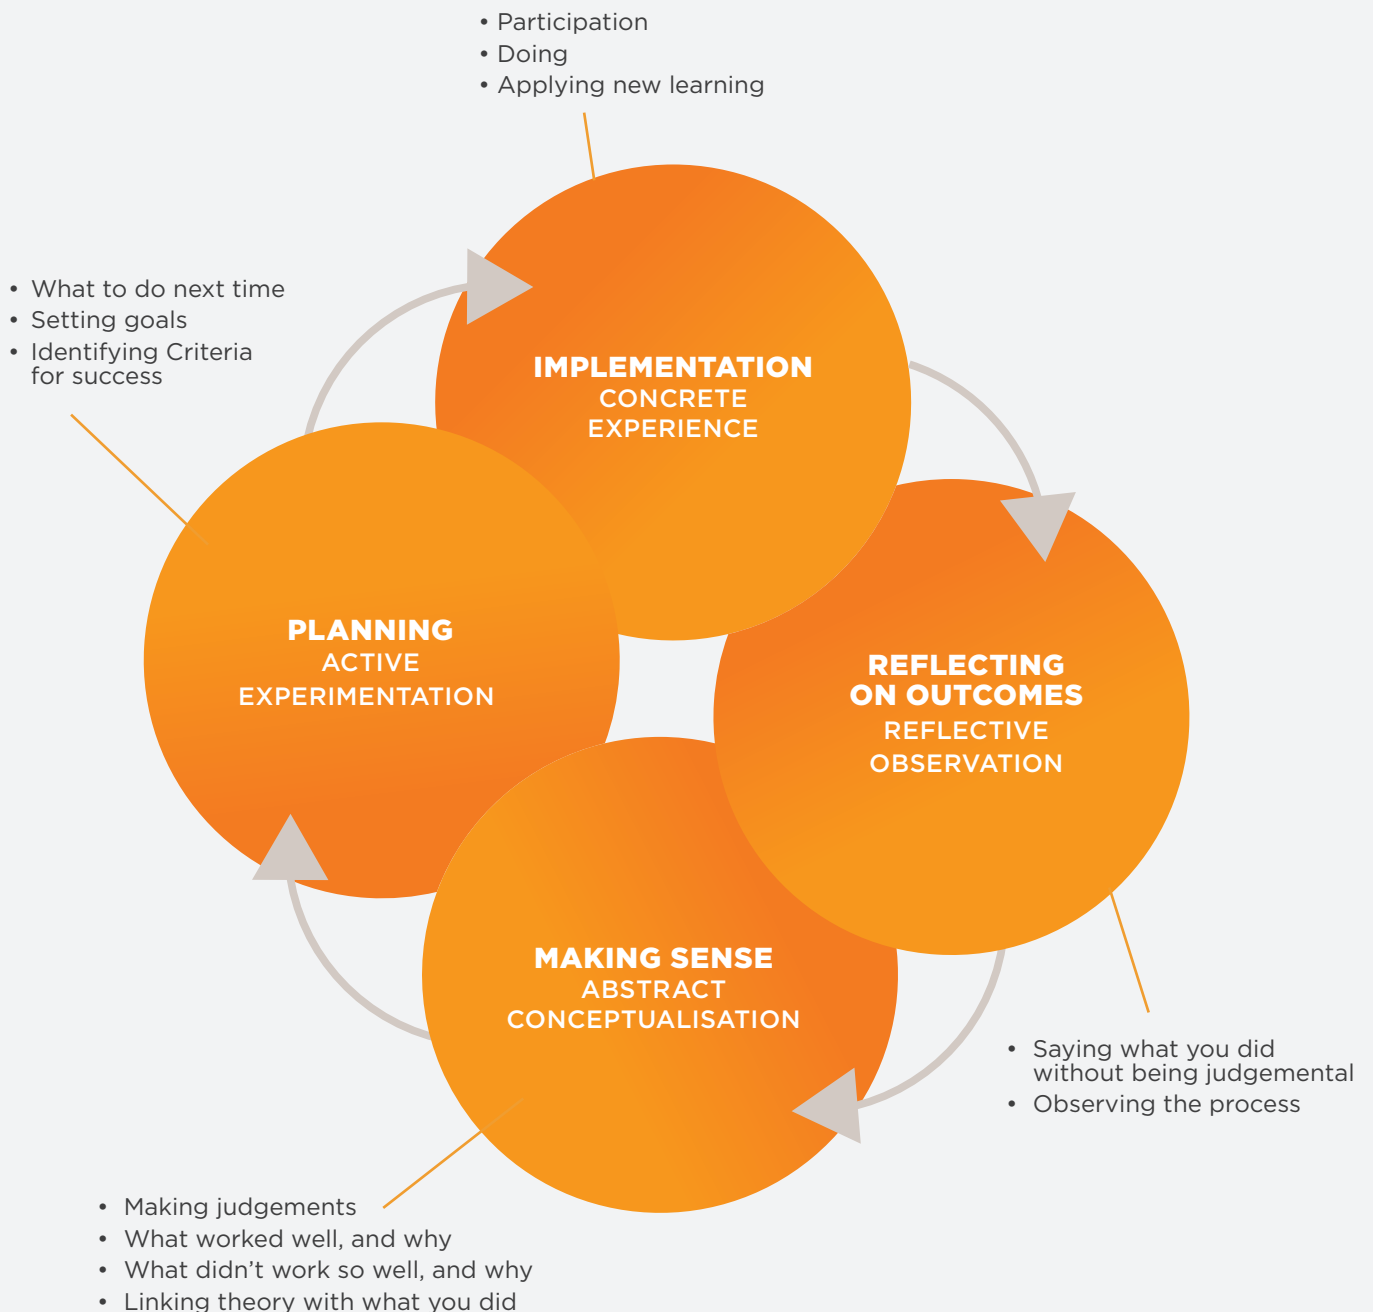 • Participation
• Doing
• Applying new learning
• What to do next time
• Setting goals
• Identifying Criteria
for success
IMPLEMENTATION
CONCRETE
EXPERIENCE
PLANNING
ACTIVE
EXPERIMENTATION
REFLECTING
ON OUTCOMES
REFLECTIVE
OBSERVATION
MAKING SENSE
ABSTRACT
CONCEPTUALISATION
• Saying what you did
without being judgemental
• Observing the process
• Making judgements
• What worked well, and why
• What didn’t work so well, and why
• Linking theory with what you did